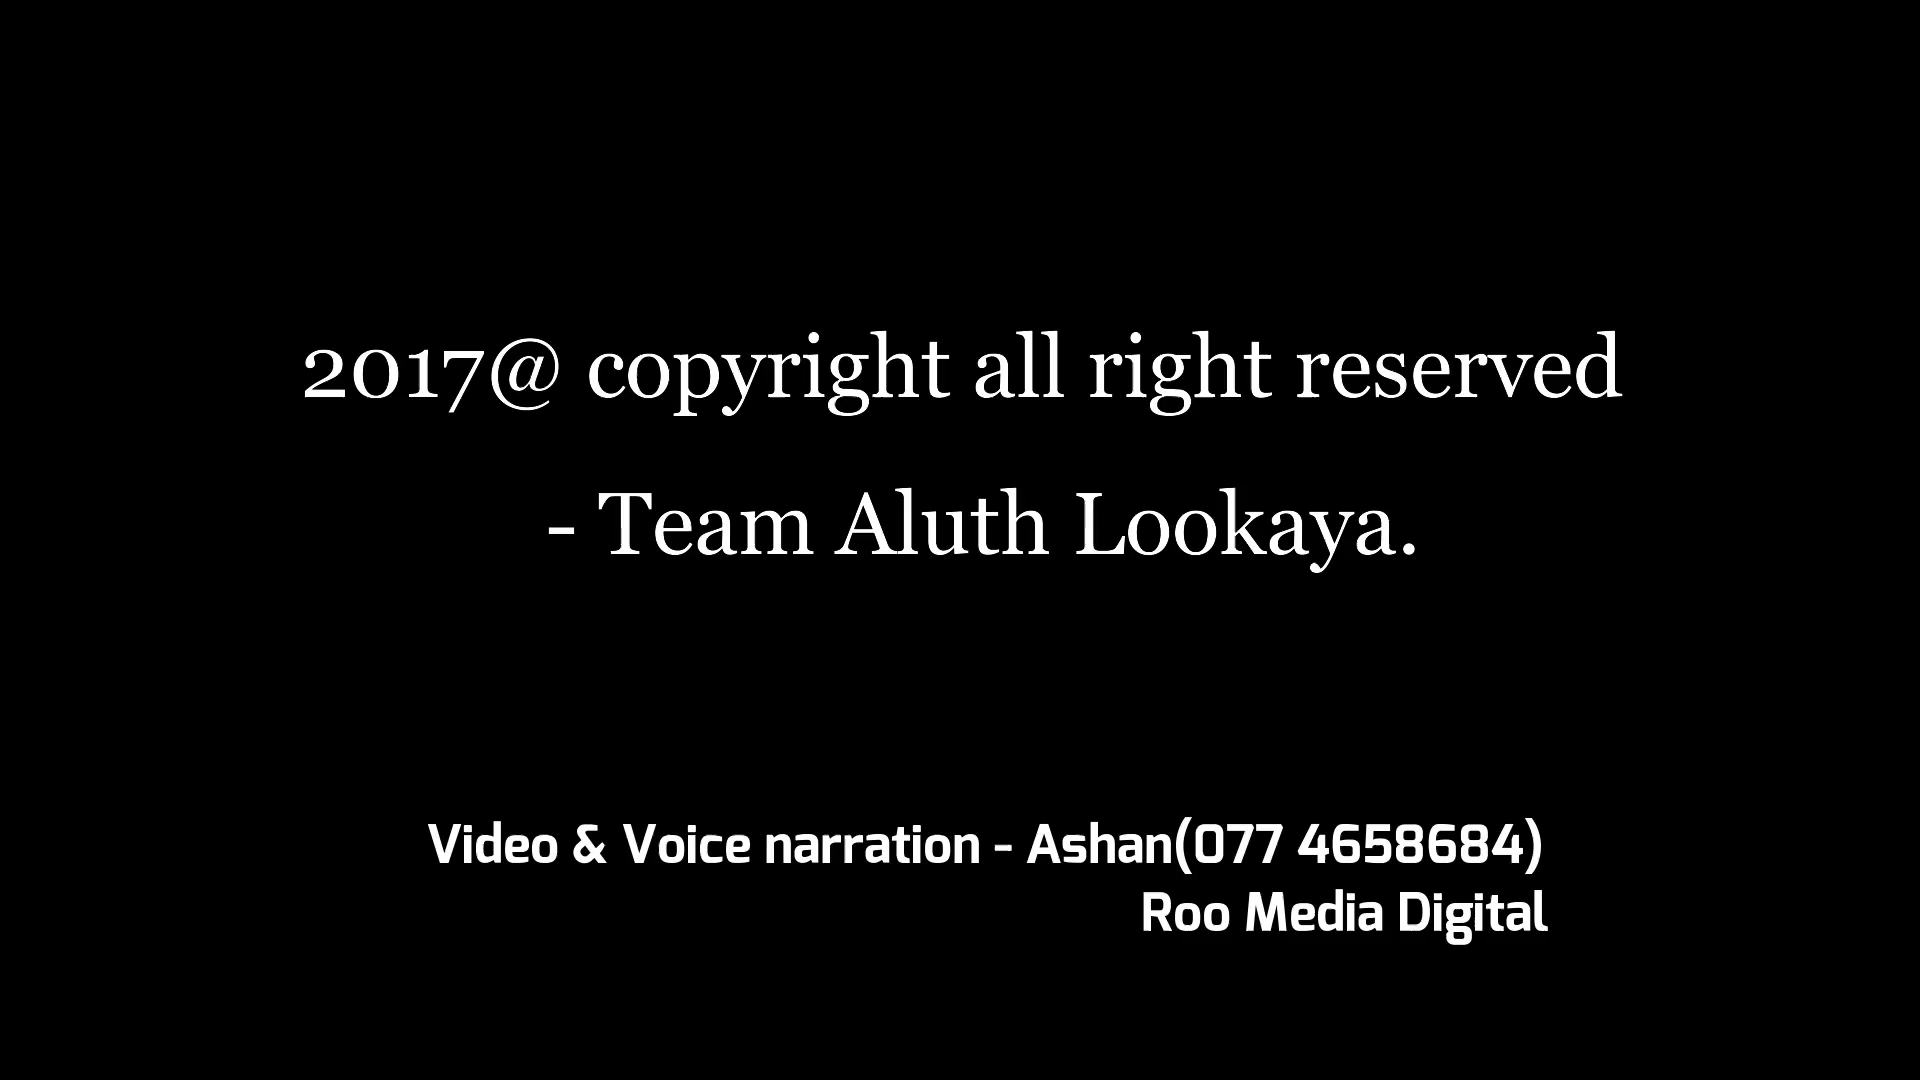 2017@ copyright all right reserved
- Team Aluth Lookaya.
Video & Voice narration - Ashan(077 4658684)
Roo Media Digital